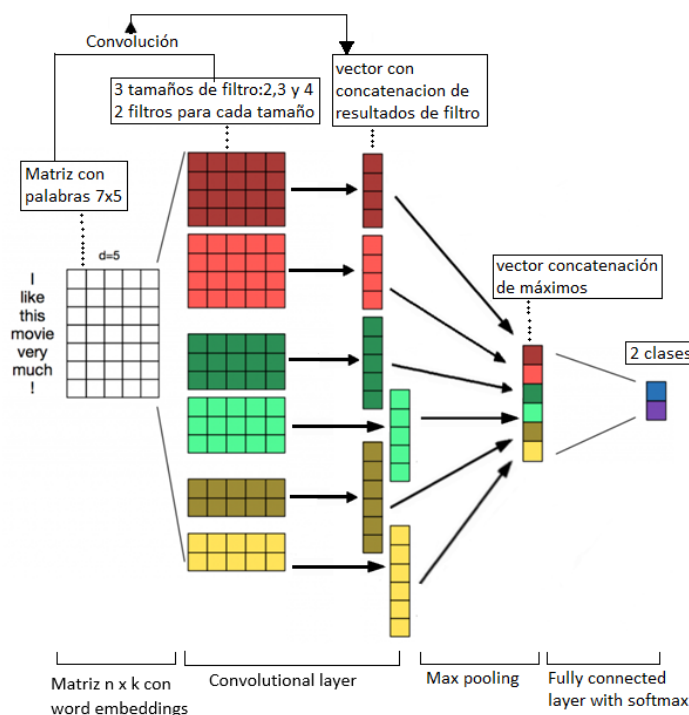 Convolución
3 tamaños de filtro:2,3 y 4
2 filtros para cada tamaño
vector con
concatenacion de
resultados de filtro
Matriz con
palabras 7x5
d=5
I
like
this
movie
very
much
!
vector concatenación
de máximos
2 clases
Matriz n x k con
word embeddings
Convolutional layer
Max pooling
Fully connected
layer with softmax